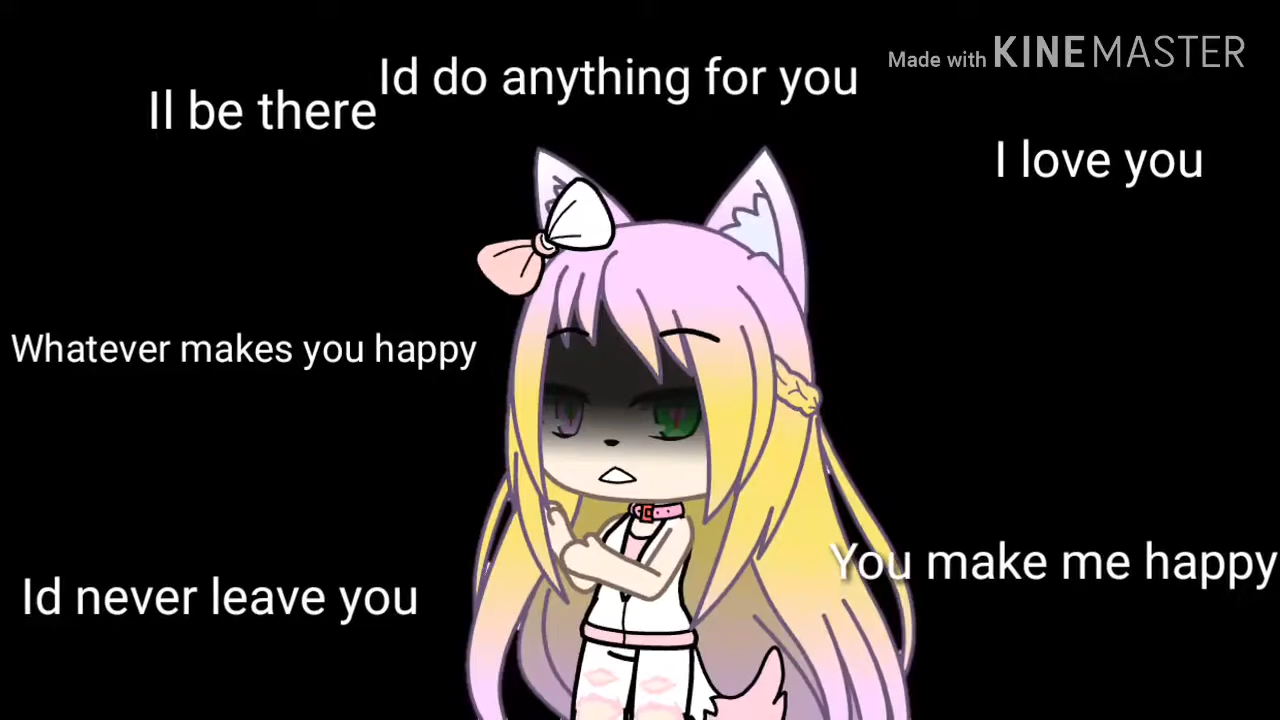 Made with KINEMASTER
Id do anything for you
Il be there
I love you
Whatever makes you happy
You make me happy
Id never leave you